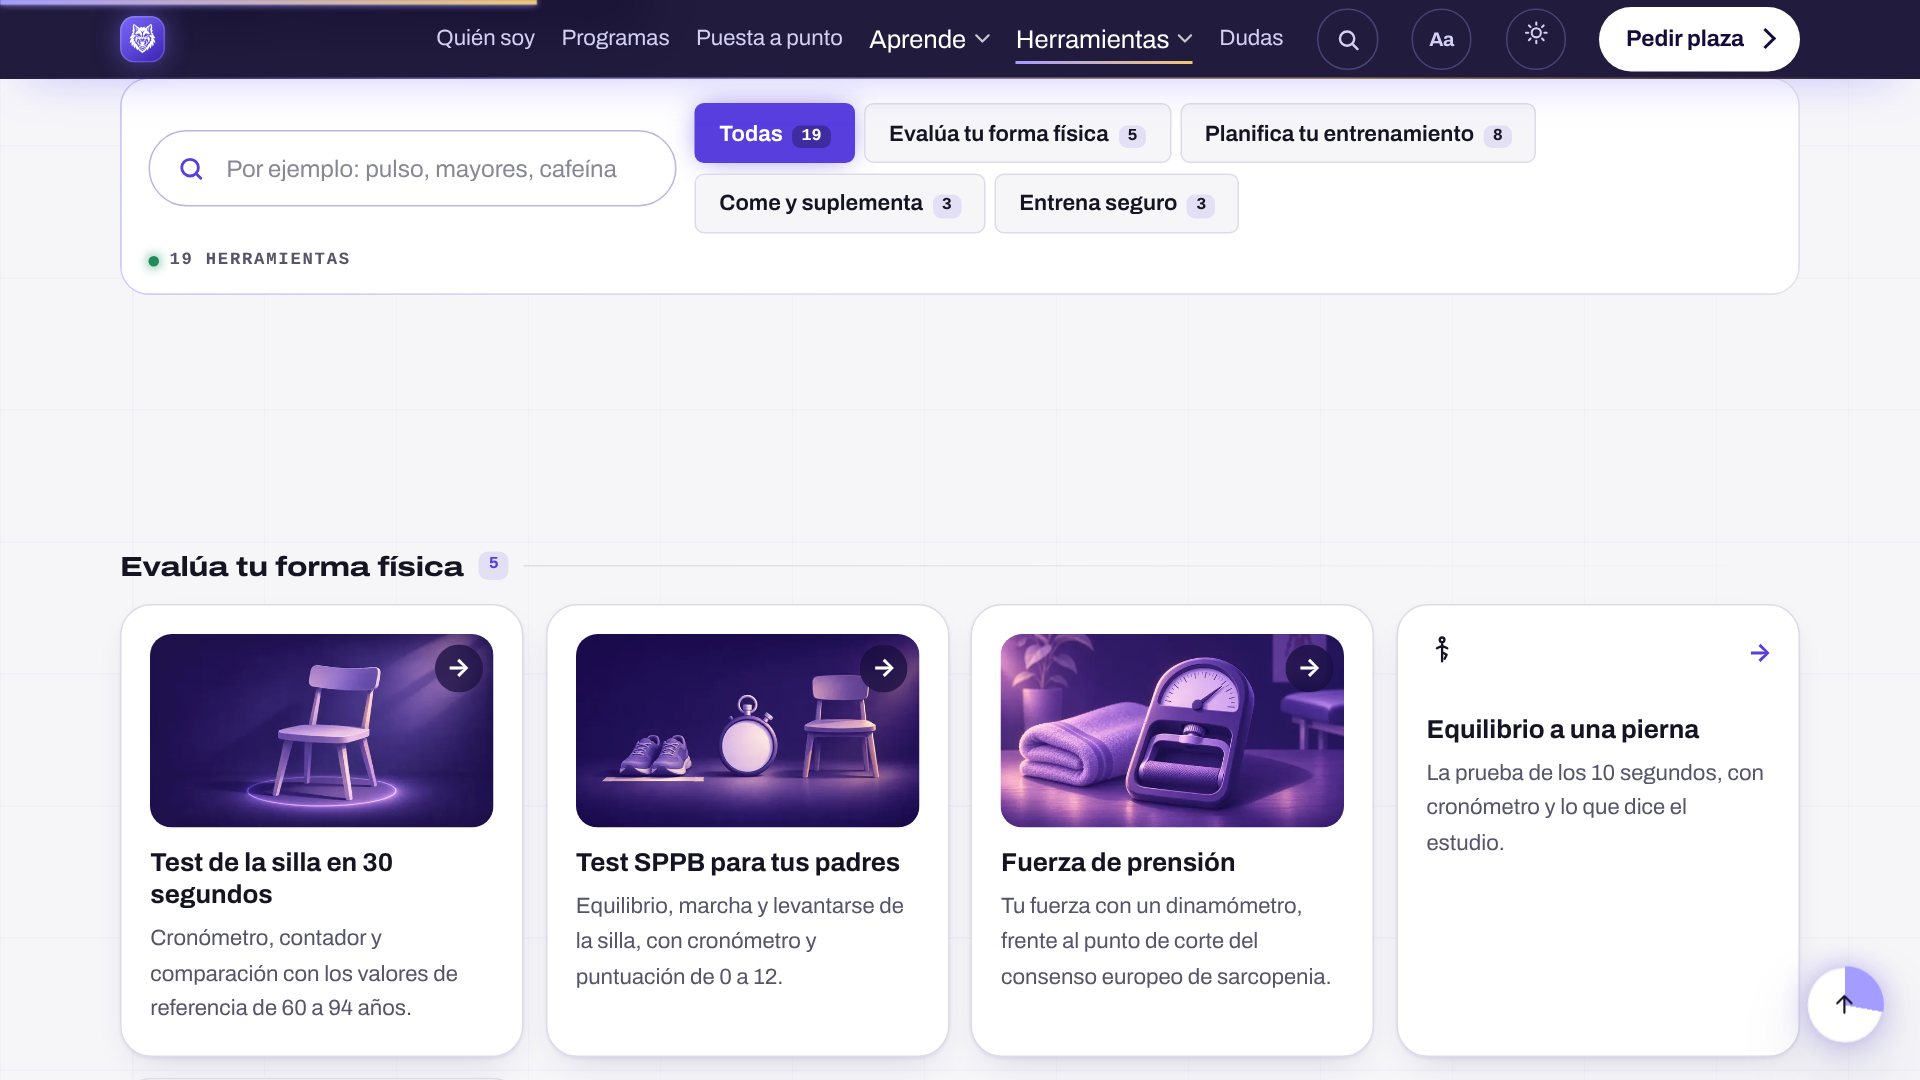 Quién soy
Programas
Puesta a punto
Aprende
Herramientas
Dudas
Aa
Pedir plaza
Por ejemplo: pulso, mayores, cafeína
Todas 19
Evalúa tu forma física 5
Planifica tu entrenamiento 8
Come y suplementa 3
Entrena seguro 3
19 HERRAMIENTAS
Evalúa tu forma física 5
Test de la silla en 30
segundos
Cronómetro, contador y
comparación con los valores de
referencia de 60 a 94 años.
Test SPPB para tus padres
Equilibrio, marcha y levantarse de
la silla, con cronómetro y
puntuación de 0 a 12.
Fuerza de prensión
Tu fuerza con un dinamómetro,
frente al punto de corte del
consenso europeo de sarcopenia.
Equilibrio a una pierna
La prueba de los 10 segundos, con
cronómetro y lo que dice el
estudio.